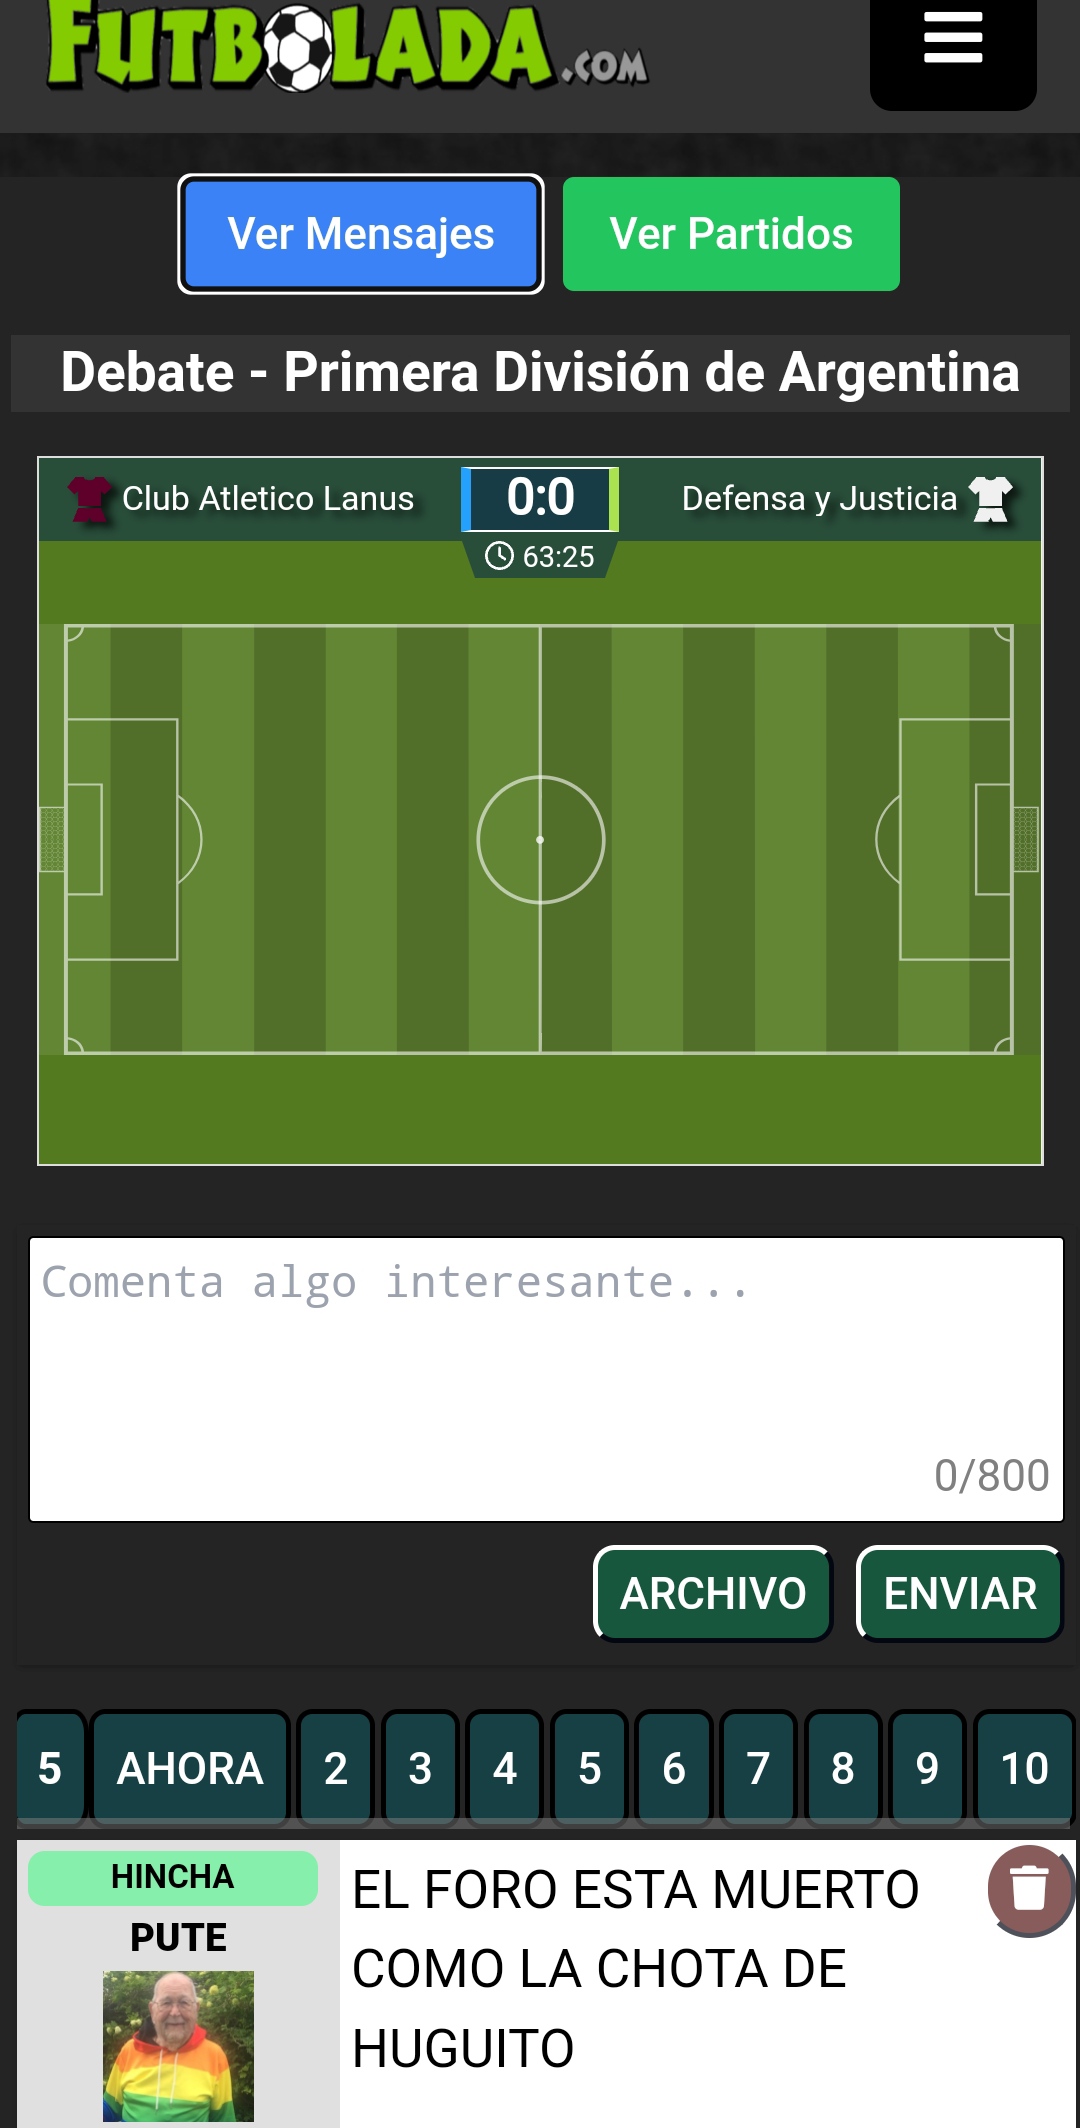 FUTBOLADA.COM
Ver Mensajes
Ver Partidos
Debate - Primera División de Argentina
Club Atletico Lanus
0:0
Defensa y Justicia
63:25
Comenta algo interesante...
0/800
ARCHIVO
ENVIAR
5 AHORA 2 3 4 5 6 7 8 9 10
HINCHA
PUTE
EL FORO ESTA MUERTO
COMO LA CHOTA DE
HUGUITO